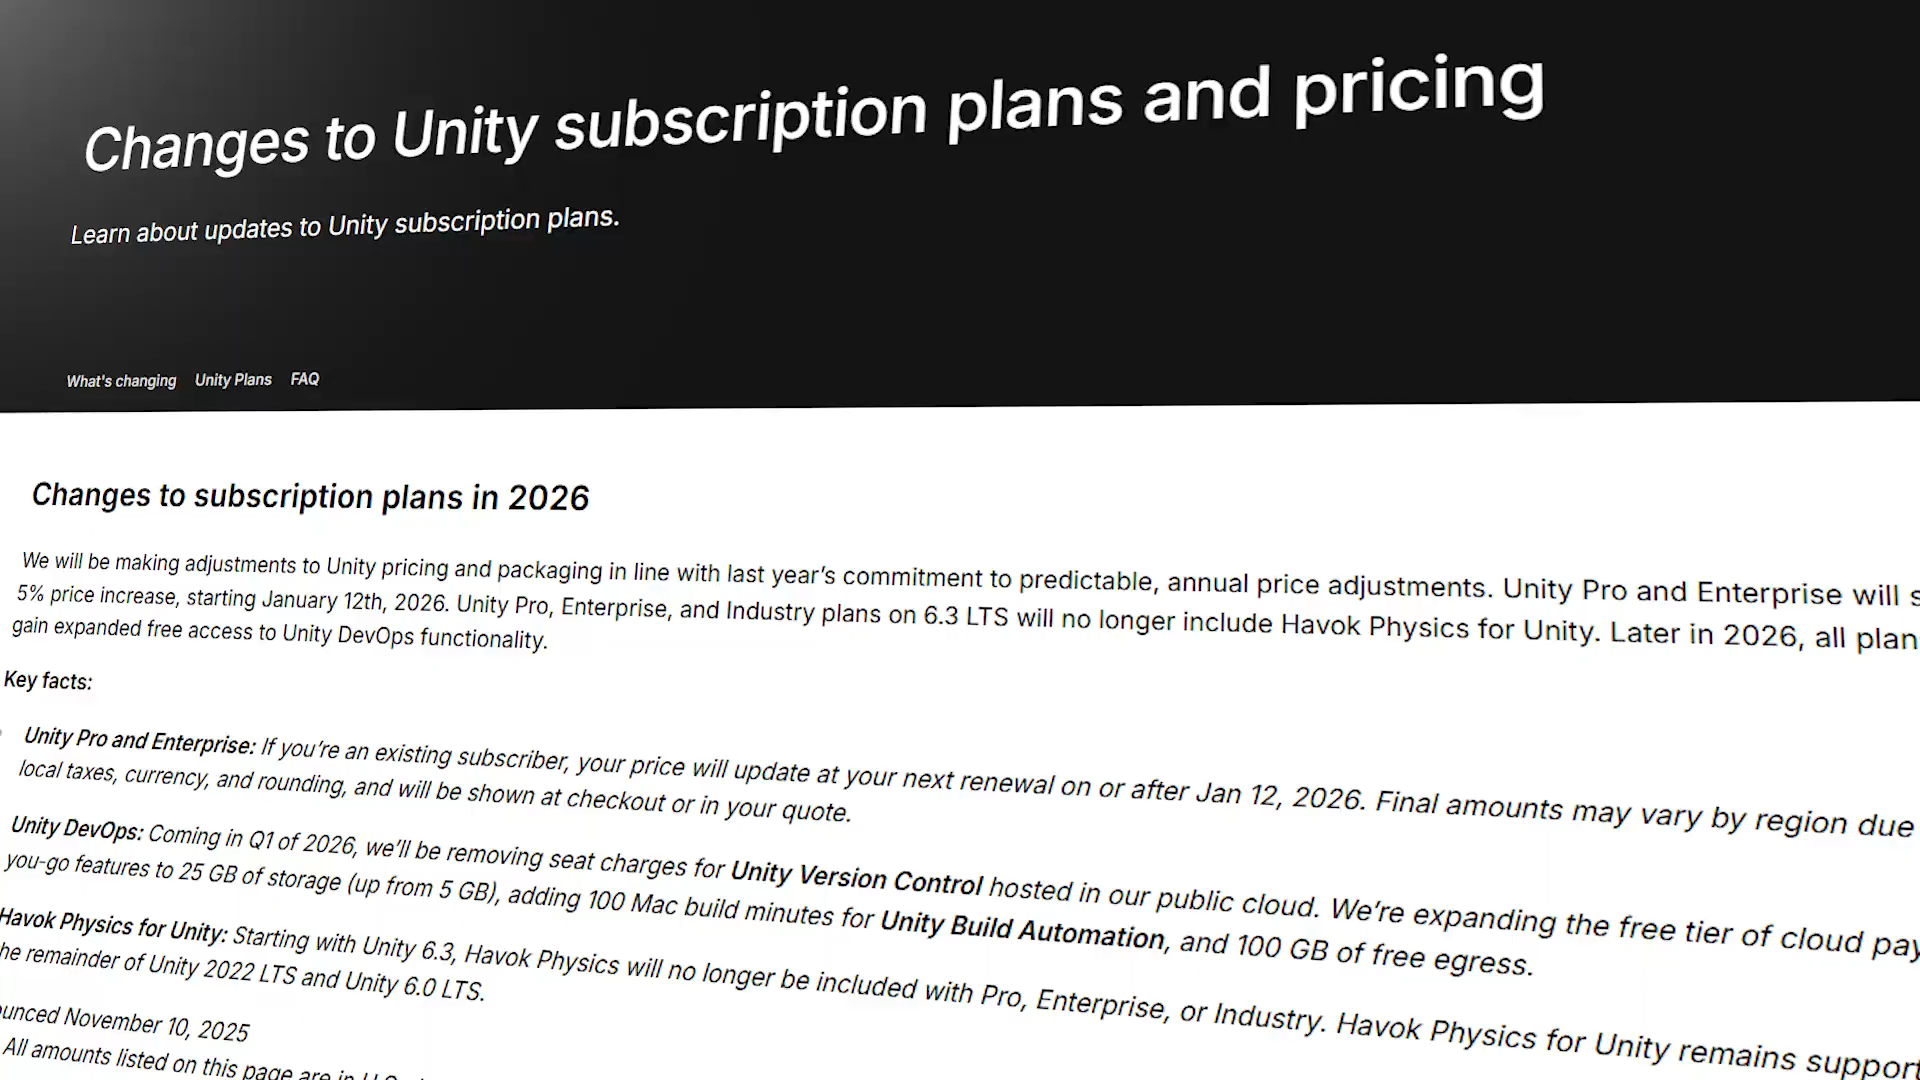 Changes to Unity subscription plans and pricing
Learn about updates to Unity subscription plans.
What's changing Unity Plans FAQ
Changes to subscription plans in 2026
We will be making adjustments to Unity pricing and packaging in line with last year’s commitment to predictable, annual price adjustments. Unity Pro and Enterprise will
5% price increase, starting January 12th, 2026. Unity Pro, Enterprise, and Industry plans on 6.3 LTS will no longer include Havok Physics for Unity. Later in 2026, all plan
gain expanded free access to Unity DevOps functionality.
Key facts:
Unity Pro and Enterprise: If you’re an existing subscriber, your price will update at your next renewal on or after Jan 12, 2026. Final amounts may vary by region due
local taxes, currency, and rounding, and will be shown at checkout or in your quote.
Unity DevOps: Coming in Q1 of 2026, we’ll be removing seat charges for Unity Version Control hosted in our public cloud. We’re expanding the free tier of cloud pay
you-go features to 25 GB of storage (up from 5 GB), adding 100 Mac build minutes for Unity Build Automation, and 100 GB of free egress.
Havok Physics for Unity: Starting with Unity 6.3, Havok Physics will no longer be included with Pro, Enterprise, or Industry. Havok Physics for Unity remains support
he remainder of Unity 2022 LTS and Unity 6.0 LTS.
ounced November 10, 2025
All amounts listed on this page are in